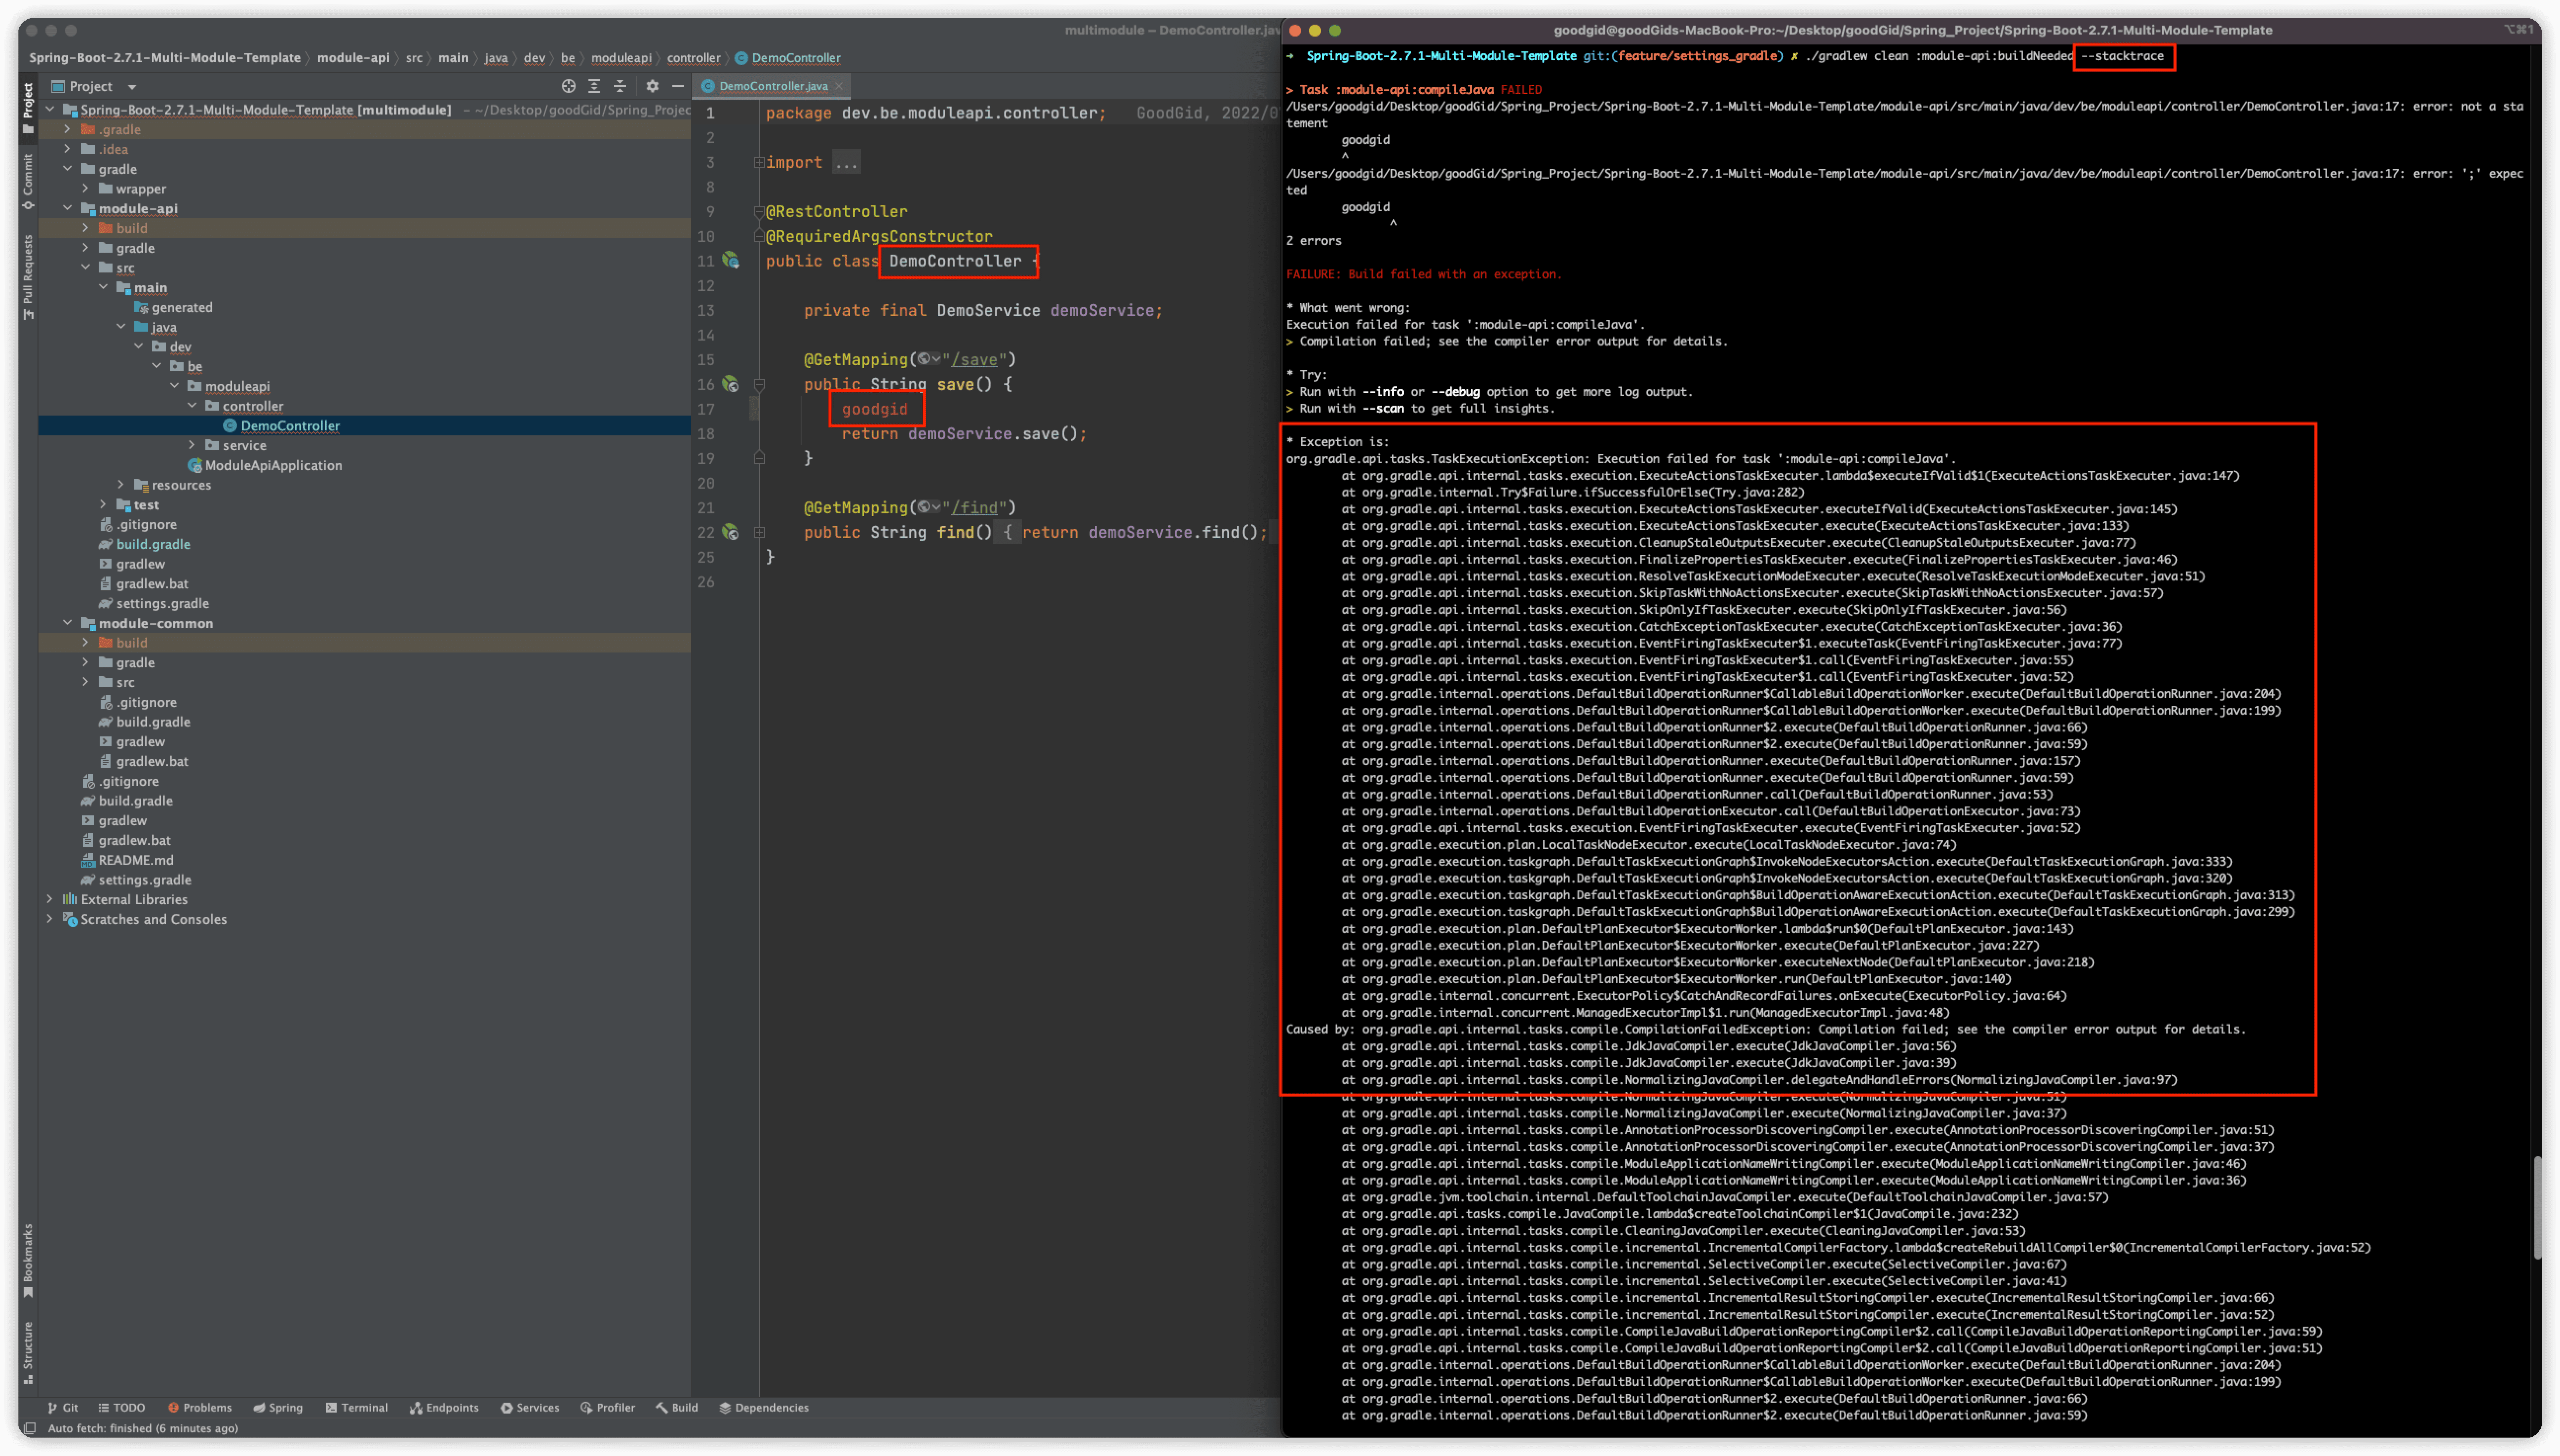 multimodule – DemoController.jav
Spring-Boot-2.7.1-Multi-Module-Template 〉 module-api 〉 src 〉 main 〉 java 〉 dev 〉 be 〉 moduleapi 〉 controller 〉 DemoController
Project
Commit
Pull Requests
Bookmarks
Structure
Project
Spring-Boot-2.7.1-Multi-Module-Template [multimodule] – ~/Desktop/goodGid/Spring_Projec
.gradle
.idea
gradle
wrapper
module-api
build
gradle
src
main
generated
java
dev
be
moduleapi
controller
DemoController
service
ModuleApiApplication
resources
test
.gitignore
build.gradle
gradlew
gradlew.bat
settings.gradle
module-common
build
gradle
src
.gitignore
build.gradle
gradlew
gradlew.bat
.gitignore
build.gradle
gradlew
gradlew.bat
README.md
settings.gradle
External Libraries
Scratches and Consoles
DemoController.java
1 package dev.be.moduleapi.controller; GoodGid, 2022/0
2
3 import ...
8
9 @RestController
10 @RequiredArgsConstructor
11 public class DemoController {
12
13 private final DemoService demoService;
14
15 @GetMapping("/save")
16 public String save() {
17 goodgid
18 return demoService.save();
19 }
20
21 @GetMapping("/find")
22 public String find() { return demoService.find();
25 }
26
Git TODO Problems Spring Terminal Endpoints Services Profiler Build Dependencies
Auto fetch: finished (6 minutes ago)
goodgid@goodGids-MacBook-Pro:~/Desktop/goodGid/Spring_Project/Spring-Boot-2.7.1-Multi-Module-Template ⌥⌘1
→ Spring-Boot-2.7.1-Multi-Module-Template git:(feature/settings_gradle) ✗ ./gradlew clean :module-api:buildNeeded --stacktrace
> Task :module-api:compileJava FAILED
/Users/goodgid/Desktop/goodGid/Spring_Project/Spring-Boot-2.7.1-Multi-Module-Template/module-api/src/main/java/dev/be/moduleapi/controller/DemoController.java:17: error: not a sta
tement
goodgid
^
/Users/goodgid/Desktop/goodGid/Spring_Project/Spring-Boot-2.7.1-Multi-Module-Template/module-api/src/main/java/dev/be/moduleapi/controller/DemoController.java:17: error: ';' expec
ted
goodgid
^
2 errors
FAILURE: Build failed with an exception.
* What went wrong:
Execution failed for task ':module-api:compileJava'.
> Compilation failed; see the compiler error output for details.
* Try:
> Run with --info or --debug option to get more log output.
> Run with --scan to get full insights.
* Exception is:
org.gradle.api.tasks.TaskExecutionException: Execution failed for task ':module-api:compileJava'.
at org.gradle.api.internal.tasks.execution.ExecuteActionsTaskExecuter.lambda$executeIfValid$1(ExecuteActionsTaskExecuter.java:147)
at org.gradle.internal.Try$Failure.ifSuccessfulOrElse(Try.java:282)
at org.gradle.api.internal.tasks.execution.ExecuteActionsTaskExecuter.executeIfValid(ExecuteActionsTaskExecuter.java:145)
at org.gradle.api.internal.tasks.execution.ExecuteActionsTaskExecuter.execute(ExecuteActionsTaskExecuter.java:133)
at org.gradle.api.internal.tasks.execution.CleanupStaleOutputsExecuter.execute(CleanupStaleOutputsExecuter.java:77)
at org.gradle.api.internal.tasks.execution.FinalizePropertiesTaskExecuter.execute(FinalizePropertiesTaskExecuter.java:46)
at org.gradle.api.internal.tasks.execution.ResolveTaskExecutionModeExecuter.execute(ResolveTaskExecutionModeExecuter.java:51)
at org.gradle.api.internal.tasks.execution.SkipTaskWithNoActionsExecuter.execute(SkipTaskWithNoActionsExecuter.java:57)
at org.gradle.api.internal.tasks.execution.SkipOnlyIfTaskExecuter.execute(SkipOnlyIfTaskExecuter.java:56)
at org.gradle.api.internal.tasks.execution.CatchExceptionTaskExecuter.execute(CatchExceptionTaskExecuter.java:36)
at org.gradle.api.internal.tasks.execution.EventFiringTaskExecuter$1.executeTask(EventFiringTaskExecuter.java:77)
at org.gradle.api.internal.tasks.execution.EventFiringTaskExecuter$1.call(EventFiringTaskExecuter.java:55)
at org.gradle.api.internal.tasks.execution.EventFiringTaskExecuter$1.call(EventFiringTaskExecuter.java:52)
at org.gradle.internal.operations.DefaultBuildOperationRunner$CallableBuildOperationWorker.execute(DefaultBuildOperationRunner.java:204)
at org.gradle.internal.operations.DefaultBuildOperationRunner$CallableBuildOperationWorker.execute(DefaultBuildOperationRunner.java:199)
at org.gradle.internal.operations.DefaultBuildOperationRunner$2.execute(DefaultBuildOperationRunner.java:66)
at org.gradle.internal.operations.DefaultBuildOperationRunner$2.execute(DefaultBuildOperationRunner.java:59)
at org.gradle.internal.operations.DefaultBuildOperationRunner.execute(DefaultBuildOperationRunner.java:157)
at org.gradle.internal.operations.DefaultBuildOperationRunner.execute(DefaultBuildOperationRunner.java:59)
at org.gradle.internal.operations.DefaultBuildOperationRunner.call(DefaultBuildOperationRunner.java:53)
at org.gradle.internal.operations.DefaultBuildOperationExecutor.call(DefaultBuildOperationExecutor.java:73)
at org.gradle.api.internal.tasks.execution.EventFiringTaskExecuter.execute(EventFiringTaskExecuter.java:52)
at org.gradle.execution.plan.LocalTaskNodeExecutor.execute(LocalTaskNodeExecutor.java:74)
at org.gradle.execution.taskgraph.DefaultTaskExecutionGraph$InvokeNodeExecutorsAction.execute(DefaultTaskExecutionGraph.java:333)
at org.gradle.execution.taskgraph.DefaultTaskExecutionGraph$InvokeNodeExecutorsAction.execute(DefaultTaskExecutionGraph.java:320)
at org.gradle.execution.taskgraph.DefaultTaskExecutionGraph$BuildOperationAwareExecutionAction.execute(DefaultTaskExecutionGraph.java:313)
at org.gradle.execution.taskgraph.DefaultTaskExecutionGraph$BuildOperationAwareExecutionAction.execute(DefaultTaskExecutionGraph.java:299)
at org.gradle.execution.plan.DefaultPlanExecutor$ExecutorWorker.lambda$run$0(DefaultPlanExecutor.java:143)
at org.gradle.execution.plan.DefaultPlanExecutor$ExecutorWorker.execute(DefaultPlanExecutor.java:227)
at org.gradle.execution.plan.DefaultPlanExecutor$ExecutorWorker.executeNextNode(DefaultPlanExecutor.java:218)
at org.gradle.execution.plan.DefaultPlanExecutor$ExecutorWorker.run(DefaultPlanExecutor.java:140)
at org.gradle.internal.concurrent.ExecutorPolicy$CatchAndRecordFailures.onExecute(ExecutorPolicy.java:64)
at org.gradle.internal.concurrent.ManagedExecutorImpl$1.run(ManagedExecutorImpl.java:48)
Caused by: org.gradle.api.internal.tasks.compile.CompilationFailedException: Compilation failed; see the compiler error output for details.
at org.gradle.api.internal.tasks.compile.JdkJavaCompiler.execute(JdkJavaCompiler.java:56)
at org.gradle.api.internal.tasks.compile.JdkJavaCompiler.execute(JdkJavaCompiler.java:39)
at org.gradle.api.internal.tasks.compile.NormalizingJavaCompiler.delegateAndHandleErrors(NormalizingJavaCompiler.java:97)
at org.gradle.api.internal.tasks.compile.NormalizingJavaCompiler.execute(NormalizingJavaCompiler.java:51)
at org.gradle.api.internal.tasks.compile.NormalizingJavaCompiler.execute(NormalizingJavaCompiler.java:37)
at org.gradle.api.internal.tasks.compile.AnnotationProcessorDiscoveringCompiler.execute(AnnotationProcessorDiscoveringCompiler.java:51)
at org.gradle.api.internal.tasks.compile.AnnotationProcessorDiscoveringCompiler.execute(AnnotationProcessorDiscoveringCompiler.java:37)
at org.gradle.api.internal.tasks.compile.ModuleApplicationNameWritingCompiler.execute(ModuleApplicationNameWritingCompiler.java:46)
at org.gradle.api.internal.tasks.compile.ModuleApplicationNameWritingCompiler.execute(ModuleApplicationNameWritingCompiler.java:36)
at org.gradle.jvm.toolchain.internal.DefaultToolchainJavaCompiler.execute(DefaultToolchainJavaCompiler.java:57)
at org.gradle.api.tasks.compile.JavaCompile.lambda$createToolchainCompiler$1(JavaCompile.java:232)
at org.gradle.api.internal.tasks.compile.CleaningJavaCompiler.execute(CleaningJavaCompiler.java:53)
at org.gradle.api.internal.tasks.compile.incremental.IncrementalCompilerFactory.lambda$createRebuildAllCompiler$0(IncrementalCompilerFactory.java:52)
at org.gradle.api.internal.tasks.compile.incremental.SelectiveCompiler.execute(SelectiveCompiler.java:67)
at org.gradle.api.internal.tasks.compile.incremental.SelectiveCompiler.execute(SelectiveCompiler.java:41)
at org.gradle.api.internal.tasks.compile.incremental.IncrementalResultStoringCompiler.execute(IncrementalResultStoringCompiler.java:66)
at org.gradle.api.internal.tasks.compile.incremental.IncrementalResultStoringCompiler.execute(IncrementalResultStoringCompiler.java:52)
at org.gradle.api.internal.tasks.compile.CompileJavaBuildOperationReportingCompiler$2.call(CompileJavaBuildOperationReportingCompiler.java:59)
at org.gradle.api.internal.tasks.compile.CompileJavaBuildOperationReportingCompiler$2.call(CompileJavaBuildOperationReportingCompiler.java:51)
at org.gradle.internal.operations.DefaultBuildOperationRunner$CallableBuildOperationWorker.execute(DefaultBuildOperationRunner.java:204)
at org.gradle.internal.operations.DefaultBuildOperationRunner$CallableBuildOperationWorker.execute(DefaultBuildOperationRunner.java:199)
at org.gradle.internal.operations.DefaultBuildOperationRunner$2.execute(DefaultBuildOperationRunner.java:66)
at org.gradle.internal.operations.DefaultBuildOperationRunner$2.execute(DefaultBuildOperationRunner.java:59)